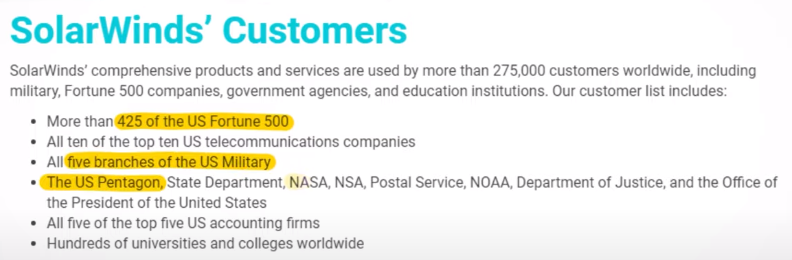 SolarWinds’ Customers
SolarWinds’ comprehensive products and services are used by more than 275,000 customers worldwide, including
military, Fortune 500 companies, government agencies, and education institutions. Our customer list includes:
• More than 425 of the US Fortune 500
• All ten of the top ten US telecommunications companies
• All five branches of the US Military
• The US Pentagon, State Department, NASA, NSA, Postal Service, NOAA, Department of Justice, and the Office of
the President of the United States
• All five of the top five US accounting firms
• Hundreds of universities and colleges worldwide